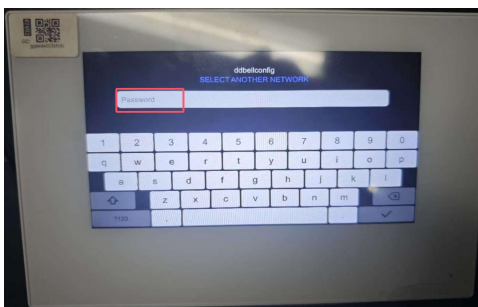 ddbellconfig
SELECT ANOTHER NETWORK
Password
1 2 3 4 5 6 7 8 9 0
q w e r t y u i o p
a s d f g h j k l
z x c v b n m
?123 , .